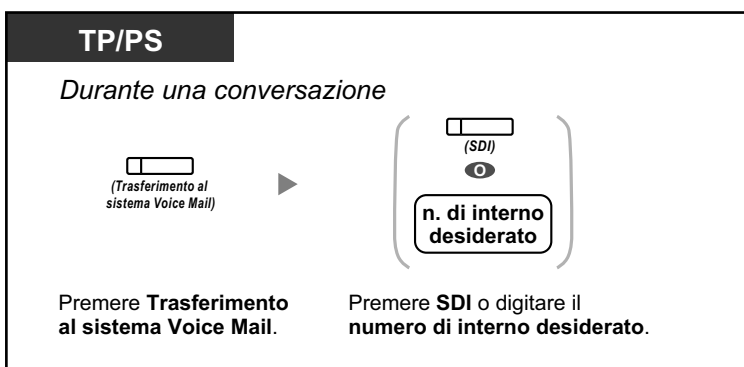 TP/PS
Durante una conversazione
(Trasferimento al
sistema Voice Mail)
(SDI)
O
n. di interno
desiderato
Premere Trasferimento
al sistema Voice Mail.
Premere SDI o digitare il
numero di interno desiderato.